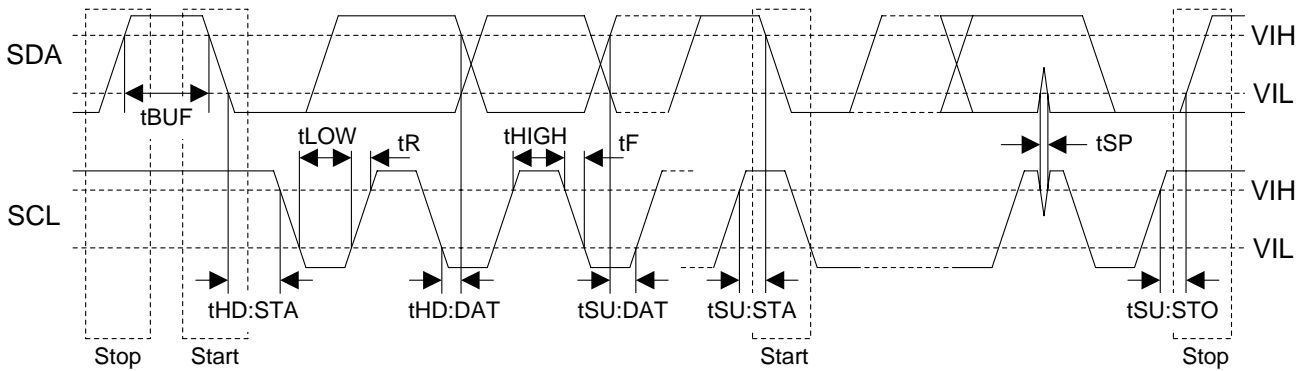 VIH
SDA
VIL
tBUF
tLOW
tR
tHIGH
tF
tSP
VIH
SCL
VIL
tHD:STA
tHD:DAT
tSU:DAT
tSU:STA
tSU:STO
Stop
Start
Start
Stop